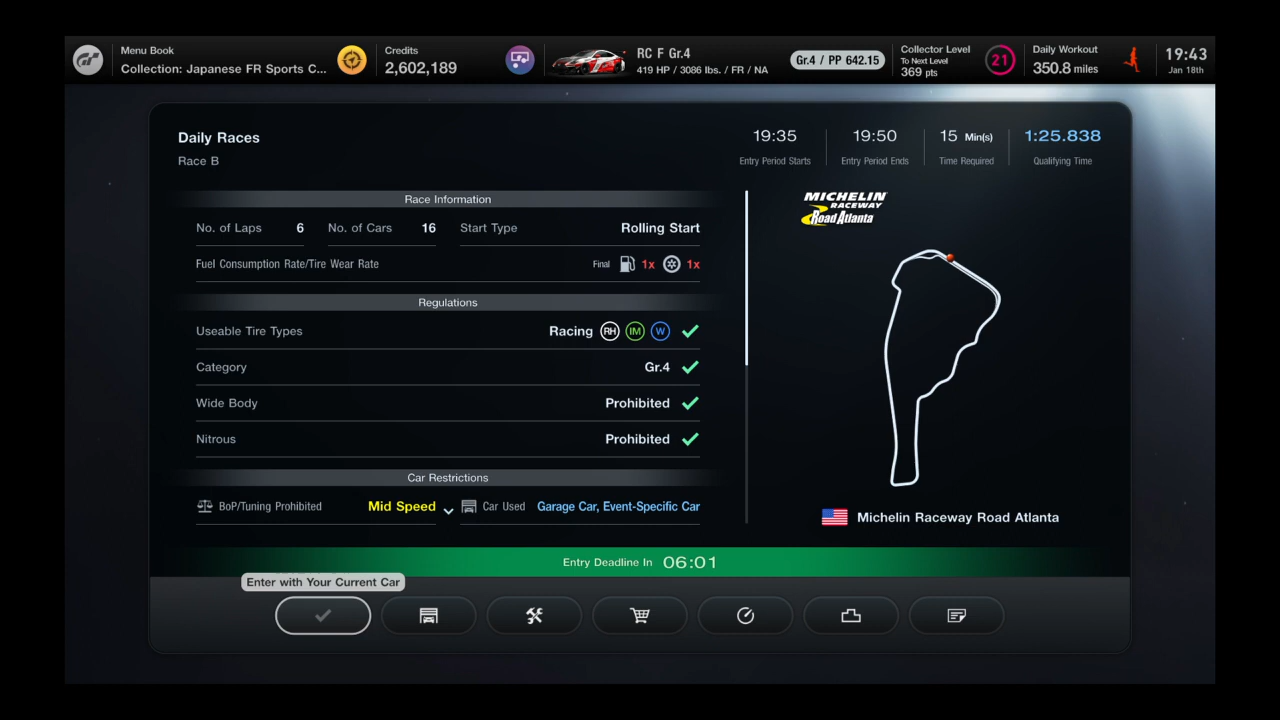 Menu Book
Collection: Japanese FR Sports C...
Credits
2,602,189
RC F Gr.4
419 HP / 3086 lbs. / FR / NA
Gr.4 / PP 642.15
Collector Level
To Next Level
369 pts
21
Daily Workout
350.8 miles
19:43
Jan 18th
Daily Races
Race B
19:35
Entry Period Starts
19:50
Entry Period Ends
15 Min(s)
Time Required
1:25.838
Qualifying Time
Race Information
No. of Laps 6 No. of Cars 16 Start Type Rolling Start
Fuel Consumption Rate/Tire Wear Rate Final 1x 1x
Regulations
Useable Tire Types Racing RH IM W
Category Gr.4
Wide Body Prohibited
Nitrous Prohibited
Car Restrictions
BoP/Tuning Prohibited Mid Speed Car Used Garage Car, Event-Specific Car
MICHELIN
RACEWAY
Road Atlanta
Michelin Raceway Road Atlanta
Entry Deadline In 06:01
Enter with Your Current Car